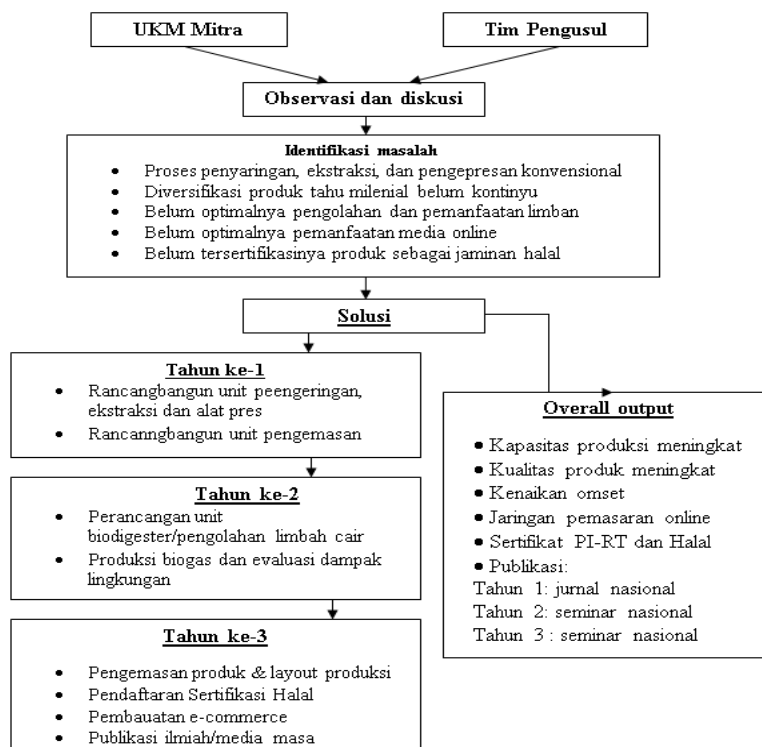 UKM Mitra
Tim Pengusul
Observasi dan diskusi
Identifikasi masalah
• Proses penyaringan, ekstraksi, dan pengepresan konvensional
• Diversifikasi produk tahu milenial belum kontinyu
• Belum optimalnya pengolahan dan pemanfaatan limban
• Belum optimalnya pemanfaatan media online
• Belum tersertifikasinya produk sebagai jaminan halal
Solusi
Tahun ke-1
• Rancangbangun unit peengeringan,
ekstraksi dan alat pres
• Rancanngbangun unit pengemasan
Tahun ke-2
• Perancangan unit
biodigester/pengolahan limbah cair
• Produksi biogas dan evaluasi dampak
lingkungan
Tahun ke-3
• Pengemasan produk & layout produksi
• Pendaftaran Sertifikasi Halal
• Pembauatan e-commerce
• Publikasi ilmiah/media masa
Overall output
• Kapasitas produksi meningkat
• Kualitas produk meningkat
• Kenaikan omset
• Jaringan pemasaran online
• Sertifikat PI-RT dan Halal
• Publikasi:
Tahun 1: jurnal nasional
Tahun 2: seminar nasional
Tahun 3 : seminar nasional